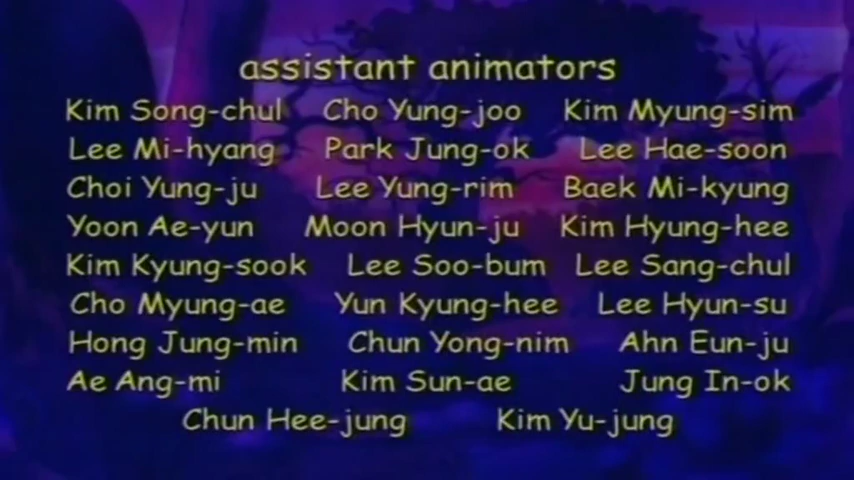 assistant animators
Kim Song-chul Cho Yung-joo Kim Myung-sim
Lee Mi-hyang Park Jung-ok Lee Hae-soon
Choi Yung-ju Lee Yung-rim Baek Mi-kyung
Yoon Ae-yun Moon Hyun-ju Kim Hyung-hee
Kim Kyung-sook Lee Soo-bum Lee Sang-chul
Cho Myung-ae Yun Kyung-hee Lee Hyun-su
Hong Jung-min Chun Yong-nim Ahn Eun-ju
Ae Ang-mi Kim Sun-ae Jung In-ok
Chun Hee-jung Kim Yu-jung